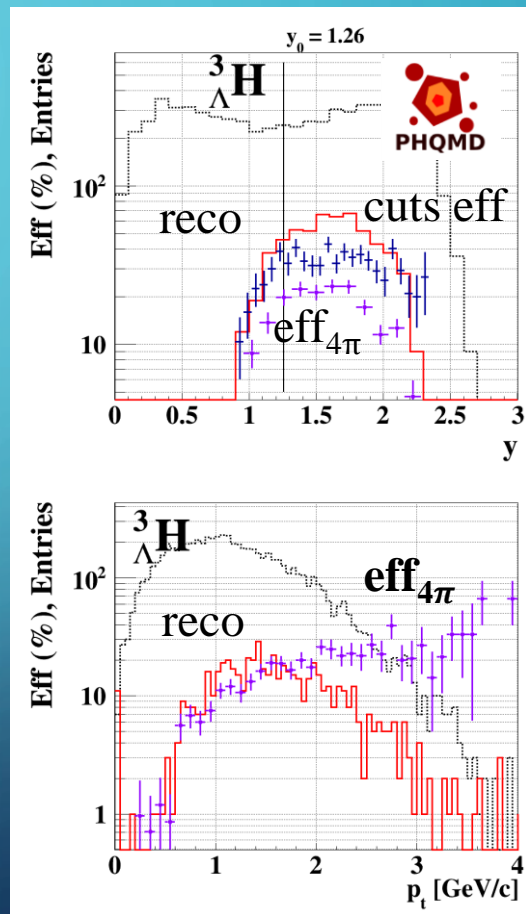 y₀ = 1.26
³ΛH
PHQMD
reco
cuts eff
eff4π
Eff (%), Entries
10²
10
0 0.5 1 1.5 2 2.5 3
y
³ΛH
eff4π
reco
Eff (%), Entries
10²
10
1
0 1 2 3 4
pt [GeV/c]